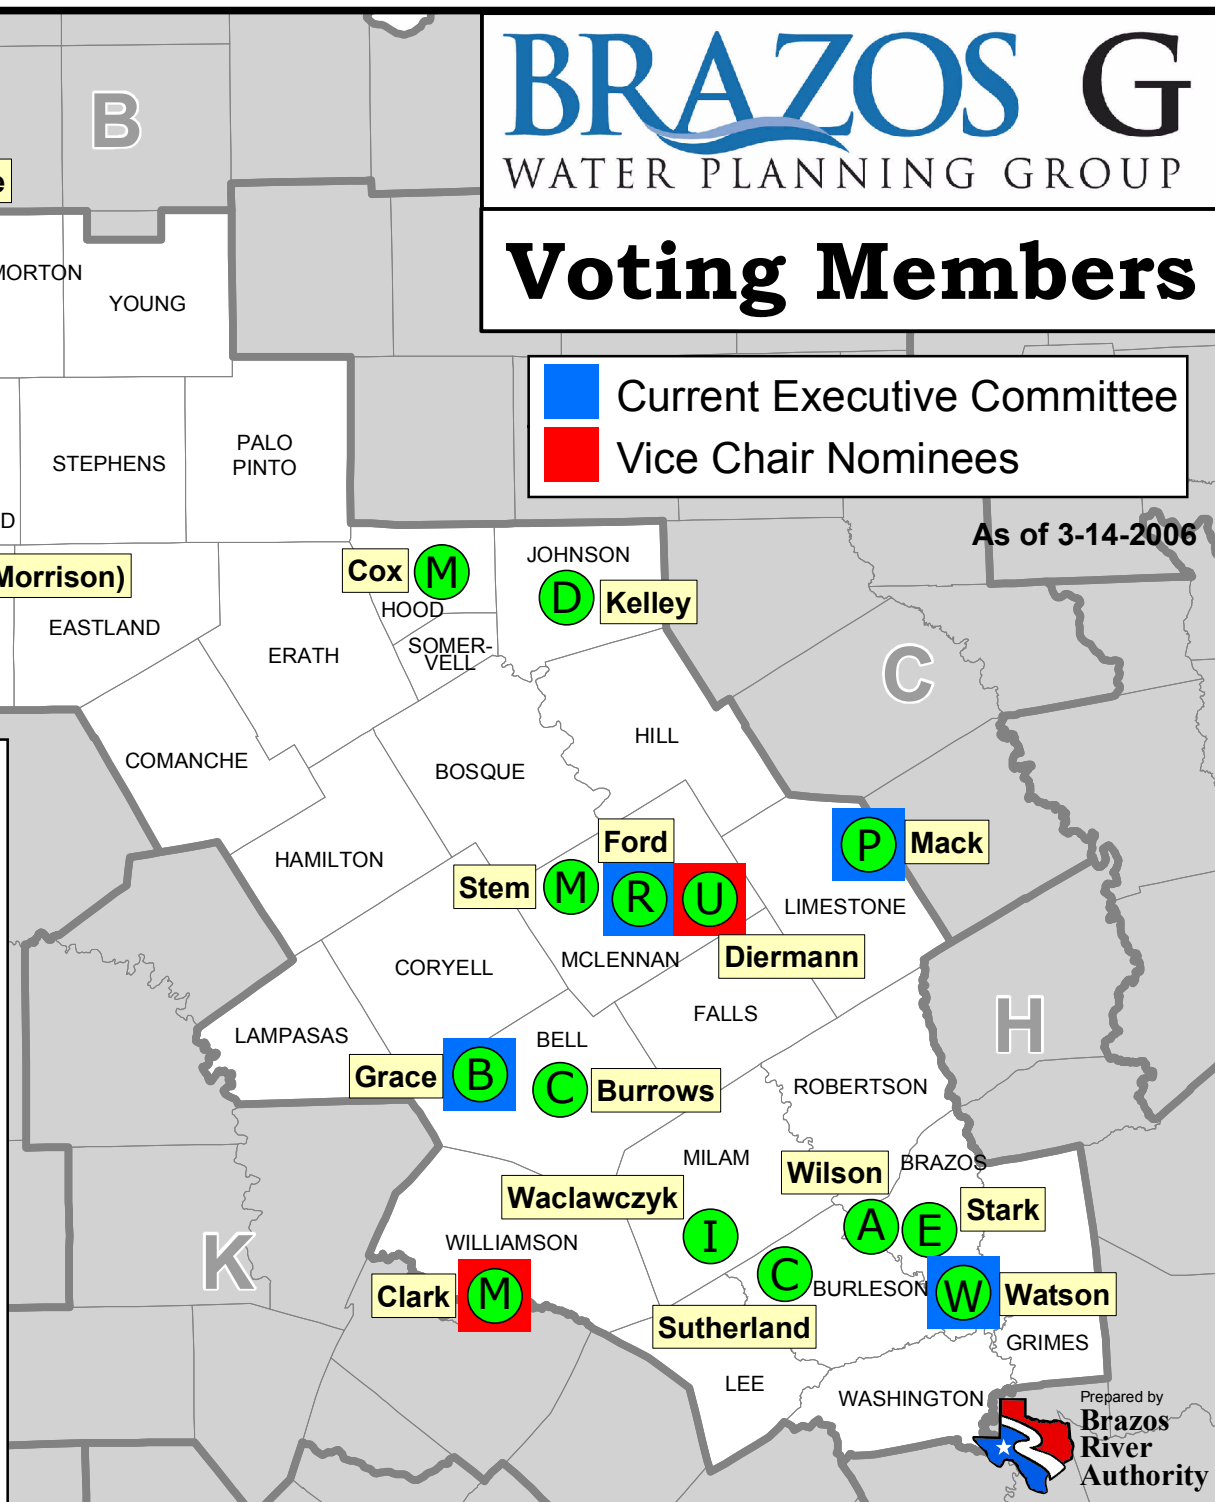 BRAZOS G
WATER PLANNING GROUP
Voting Members
Current Executive Committee
Vice Chair Nominees
As of 3-14-2006
B
e
MORTON
YOUNG
STEPHENS
PALO
PINTO
D
Morrison)
EASTLAND
ERATH
Cox
M
HOOD
SOMER-
VELL
JOHNSON
D
Kelley
C
COMANCHE
BOSQUE
HILL
HAMILTON
Ford
Stem
M
R
U
P
Mack
LIMESTONE
CORYELL
MCLENNAN
Diermann
LAMPASAS
FALLS
H
BELL
Grace
B
C
Burrows
ROBERTSON
MILAM
Wilson
BRAZOS
Waclawczyk
I
A
E
Stark
K
WILLIAMSON
Clark
M
C
BURLESON
W
Watson
Sutherland
GRIMES
LEE
WASHINGTON
Prepared by
Brazos
River
Authority